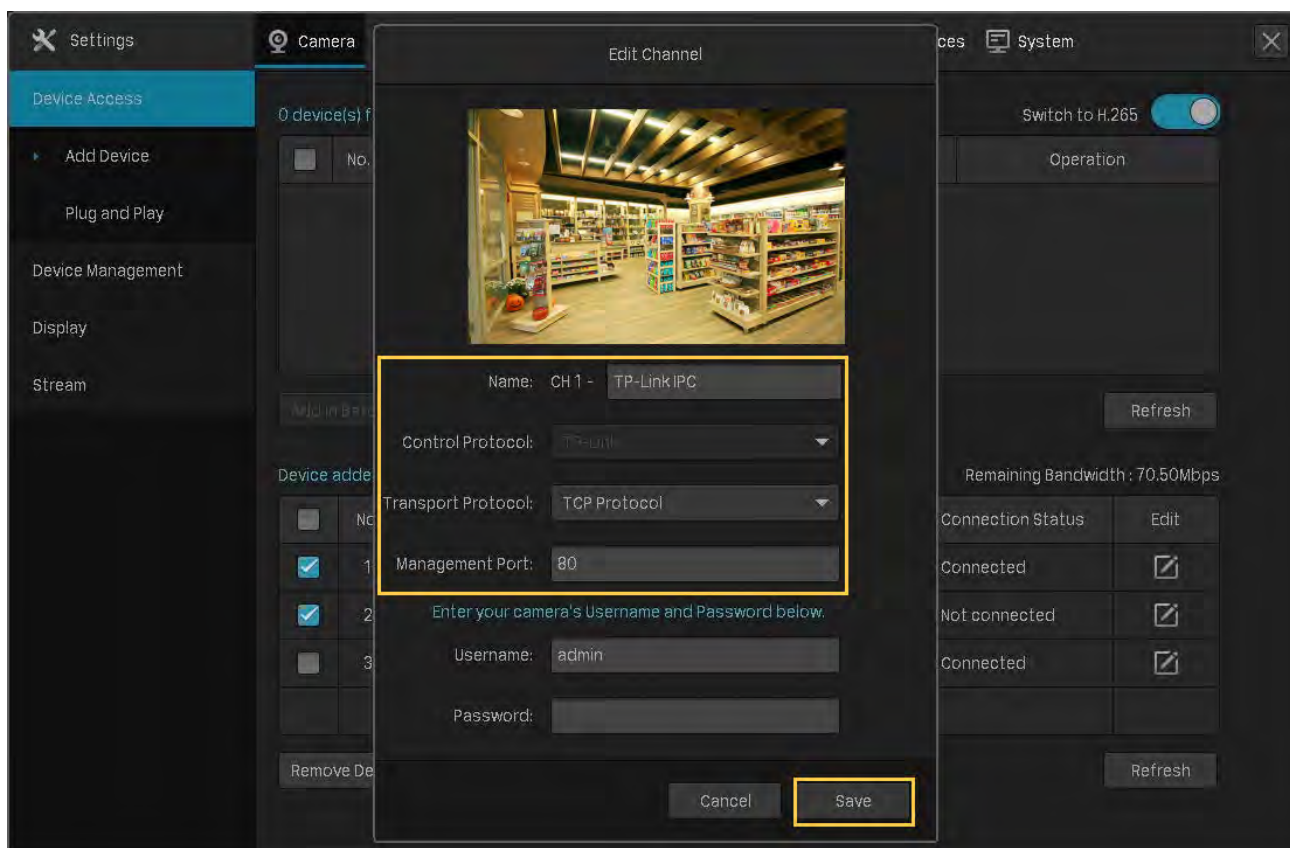 Settings
Camera
Edit Channel
ces
System
Device Access
0 device(s) f
Switch to H.265
Add Device
No.
Operation
Plug and Play
Device Management
Display
Name: CH 1 - TP-Link IPC
Stream
Refresh
Control Protocol: TP-Link
Device adde
Remaining Bandwidth : 70.50Mbps
Transport Protocol: TCP Protocol
No
Connection Status
Edit
Management Port: 80
1
Connected
Enter your camera's Username and Password below.
2
Not connected
Username: admin
3
Connected
Password:
Remove De
Refresh
Cancel
Save